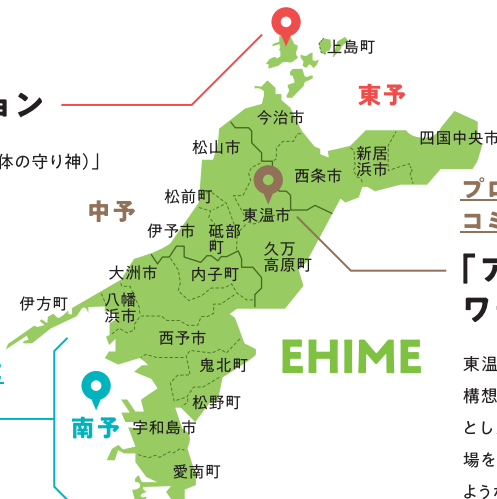 上島町
東予
ョン
今治市
四国中央市
松山市
新居
浜市
体の守り神）」
西条市
プロ
コミ
松前町
中予
東温市
伊予市
砥部
町
久万
高原町
「ア
大洲市
内子町
伊方町
八幡
浜市
ワ
西予市
EHIME
鬼北町
東温
構想
松野町
南予
宇和島市
とし
場を
愛南町
ような